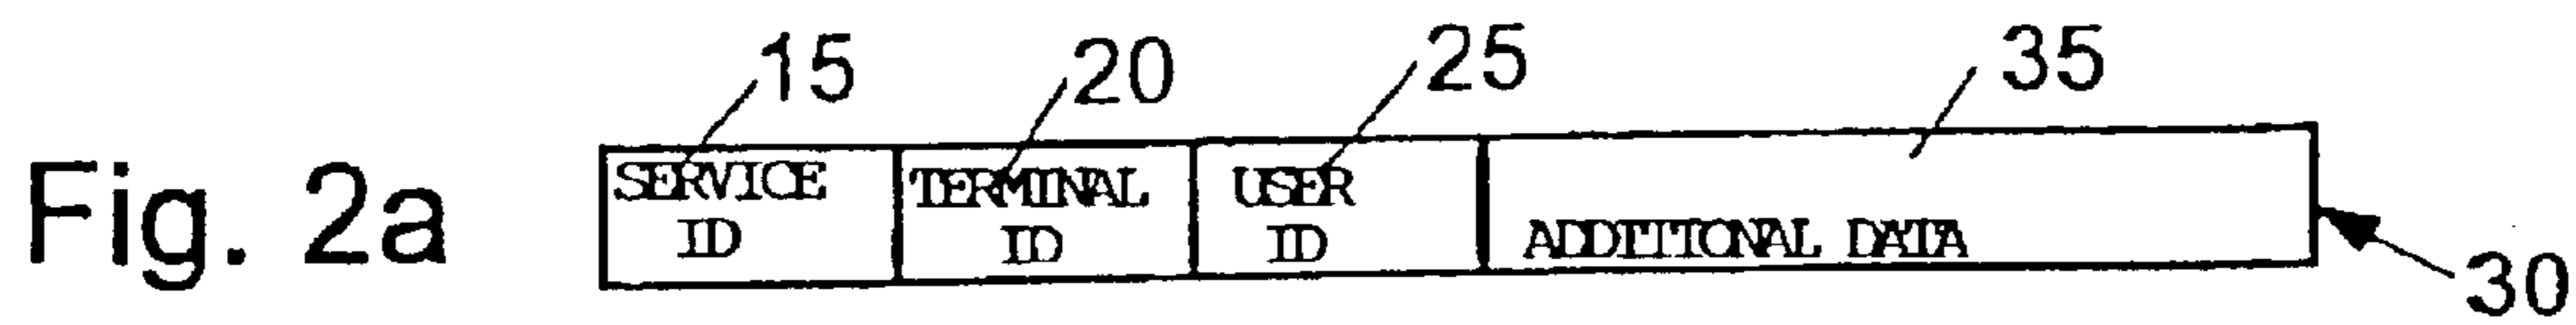 15 20 25 35
Fig. 2a
SERVICE ID
TERMINAL ID
USER ID
ADDITIONAL DATA
30